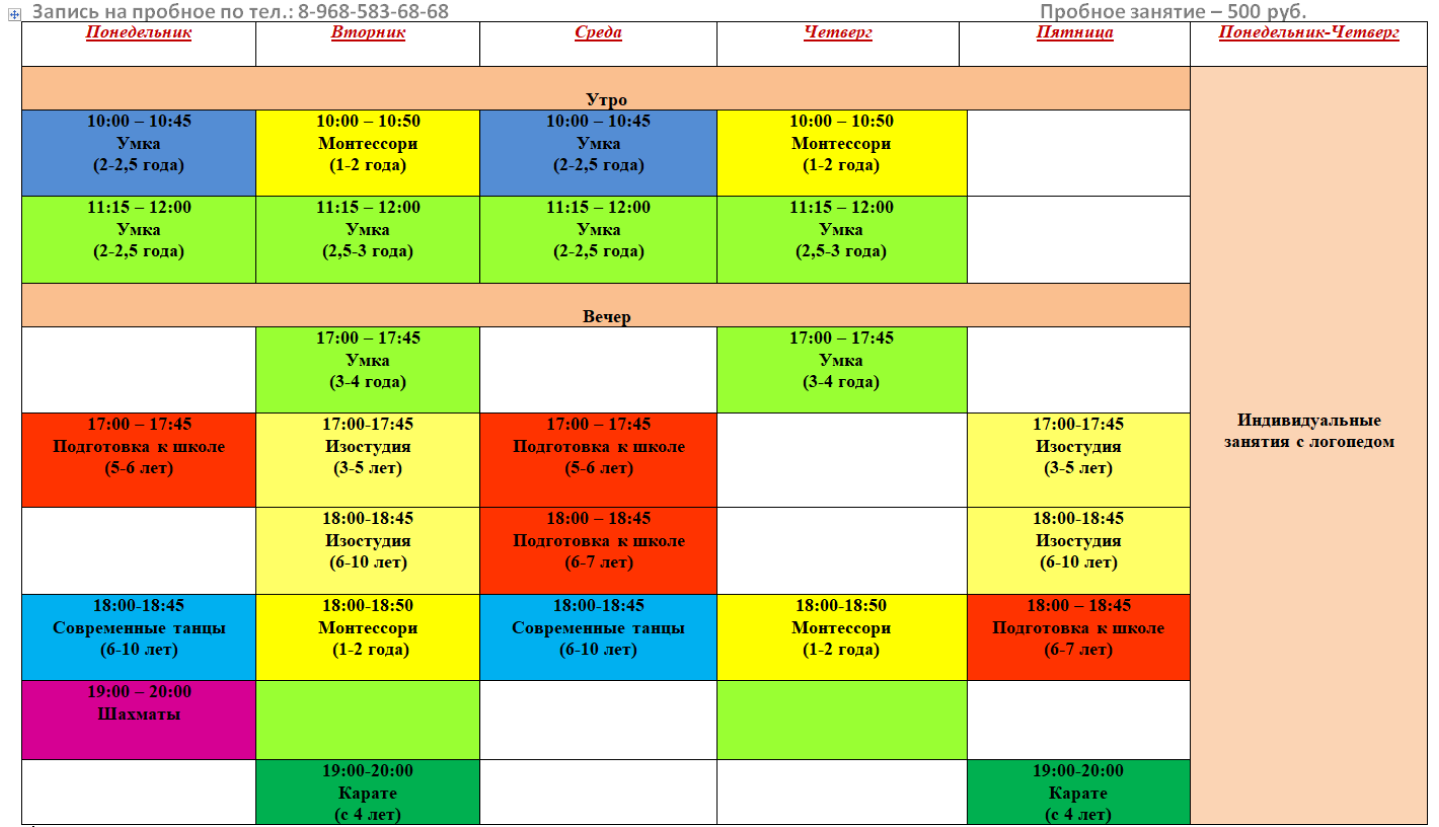 Запись на пробное по тел.: 8-968-583-68-68
Пробное занятие – 500 руб.
Понедельник
Вторник
Среда
Четверг
Пятница
Понедельник-Четверг
Утро
10:00 – 10:45
Умка
(2-2,5 года)
10:00 – 10:50
Монтессори
(1-2 года)
10:00 – 10:45
Умка
(2-2,5 года)
10:00 – 10:50
Монтессори
(1-2 года)
11:15 – 12:00
Умка
(2-2,5 года)
11:15 – 12:00
Умка
(2,5-3 года)
11:15 – 12:00
Умка
(2-2,5 года)
11:15 – 12:00
Умка
(2,5-3 года)
Вечер
17:00 – 17:45
Умка
(3-4 года)
17:00 – 17:45
Умка
(3-4 года)
17:00 – 17:45
Подготовка к школе
(5-6 лет)
17:00-17:45
Изостудия
(3-5 лет)
17:00 – 17:45
Подготовка к школе
(5-6 лет)
17:00-17:45
Изостудия
(3-5 лет)
Индивидуальные
занятия с логопедом
18:00-18:45
Изостудия
(6-10 лет)
18:00 – 18:45
Подготовка к школе
(6-7 лет)
18:00-18:45
Изостудия
(6-10 лет)
18:00-18:45
Современные танцы
(6-10 лет)
18:00-18:50
Монтессори
(1-2 года)
18:00-18:45
Современные танцы
(6-10 лет)
18:00-18:50
Монтессори
(1-2 года)
18:00 – 18:45
Подготовка к школе
(6-7 лет)
19:00 – 20:00
Шахматы
19:00-20:00
Карате
(с 4 лет)
19:00-20:00
Карате
(с 4 лет)